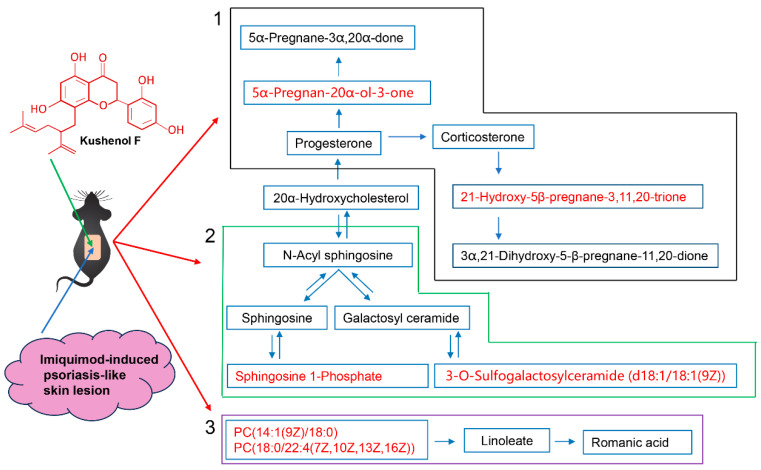 1
5α-Pregnane-3α,20α-done
5α-Pregnan-20α-ol-3-one
Progesterone
Corticosterone
21-Hydroxy-5β-pregnane-3,11,20-trione
3α,21-Dihydroxy-5-β-pregnane-11,20-dione
20α-Hydroxycholesterol
2
N-Acyl sphingosine
Sphingosine
Galactosyl ceramide
Sphingosine 1-Phosphate
3-O-Sulfogalactosylceramide (d18:1/18:1(9Z))
3
PC(14:1(9Z)/18:0)
PC(18:0/22:4(7Z,10Z,13Z,16Z))
Linoleate
Romanic acid
OH
O
OH
HO
O
OH
Kushenol F
Imiquimod-induced
psoriasis-like
skin lesion